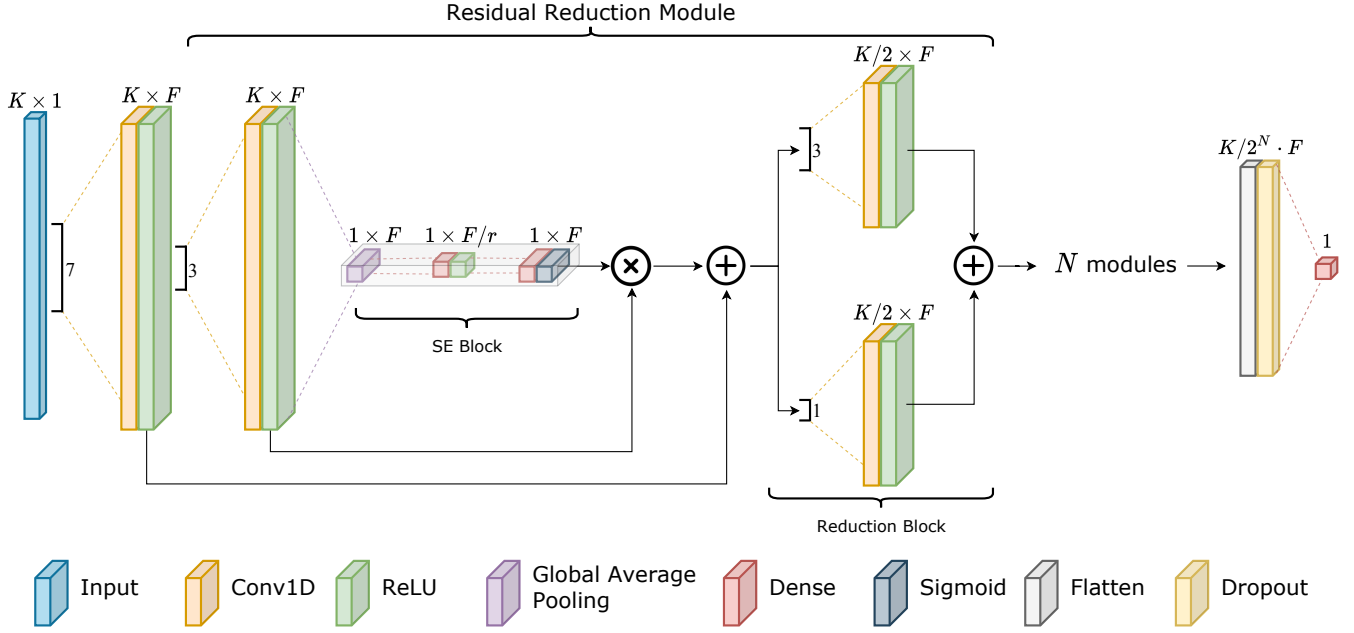 Residual Reduction Module
K × 1
K × F
K × F
K/2 × F
7
3
3
1 × F
1 × F/r
1 × F
SE Block
K/2 × F
1
Reduction Block
N modules
K/2^N · F
1
Input
Conv1D
ReLU
Global Average
Pooling
Dense
Sigmoid
Flatten
Dropout